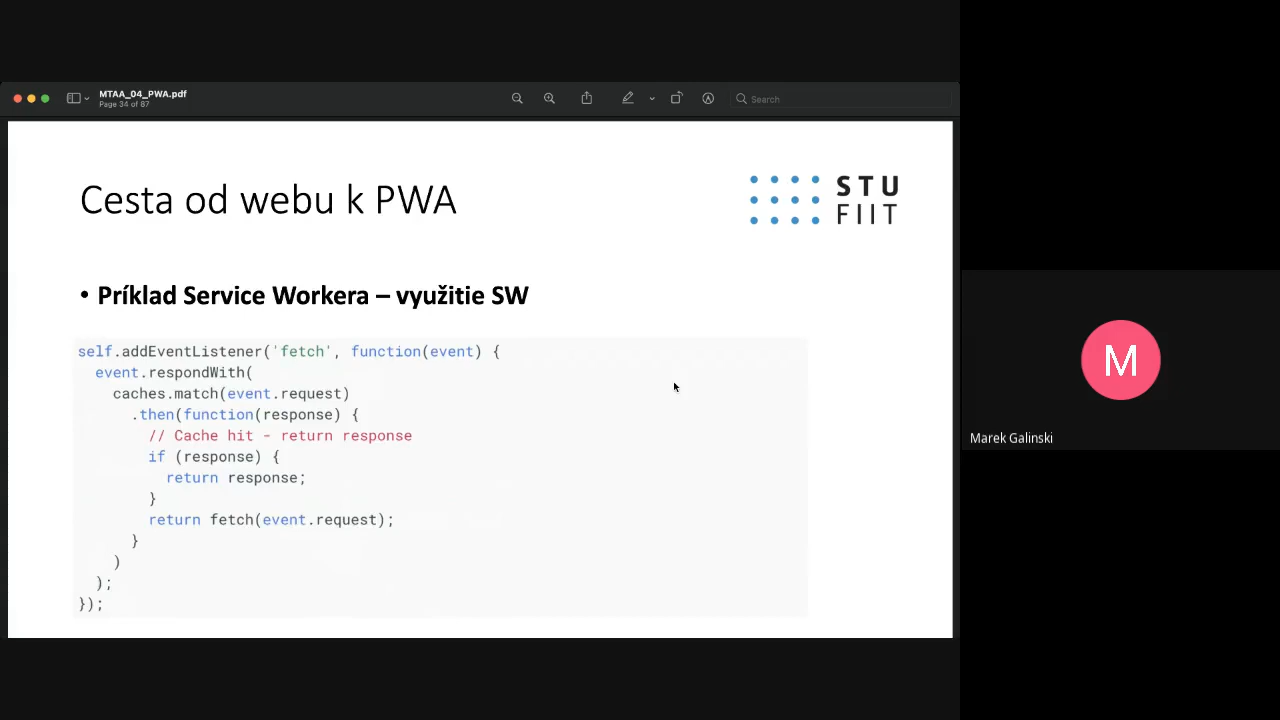 MTAA_04_PWA.pdf
Page 34 of 87
Search
Cesta od webu k PWA
STU
FIIT
• Príklad Service Workera – využitie SW
self.addEventListener('fetch', function(event) {
  event.respondWith(
    caches.match(event.request)
      .then(function(response) {
        // Cache hit - return response
        if (response) {
          return response;
        }
        return fetch(event.request);
      }
    )
  );
});
M
Marek Galinski